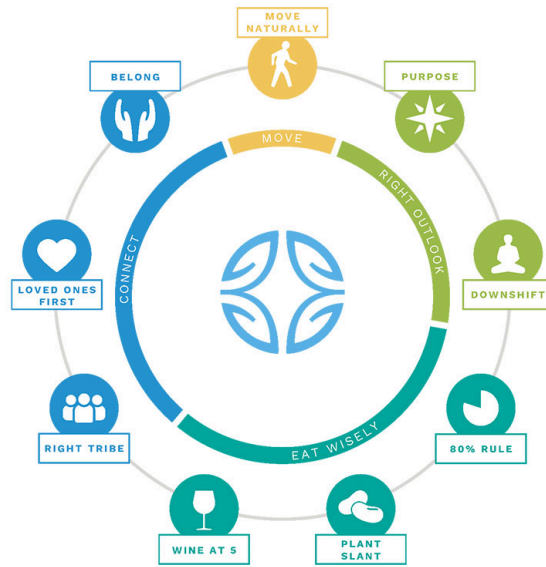 MOVE
NATURALLY
BELONG
PURPOSE
MOVE
RIGHT OUTLOOK
CONNECT
LOVED ONES
FIRST
DOWNSHIFT
RIGHT TRIBE
80% RULE
EAT WISELY
WINE AT 5
PLANT
SLANT